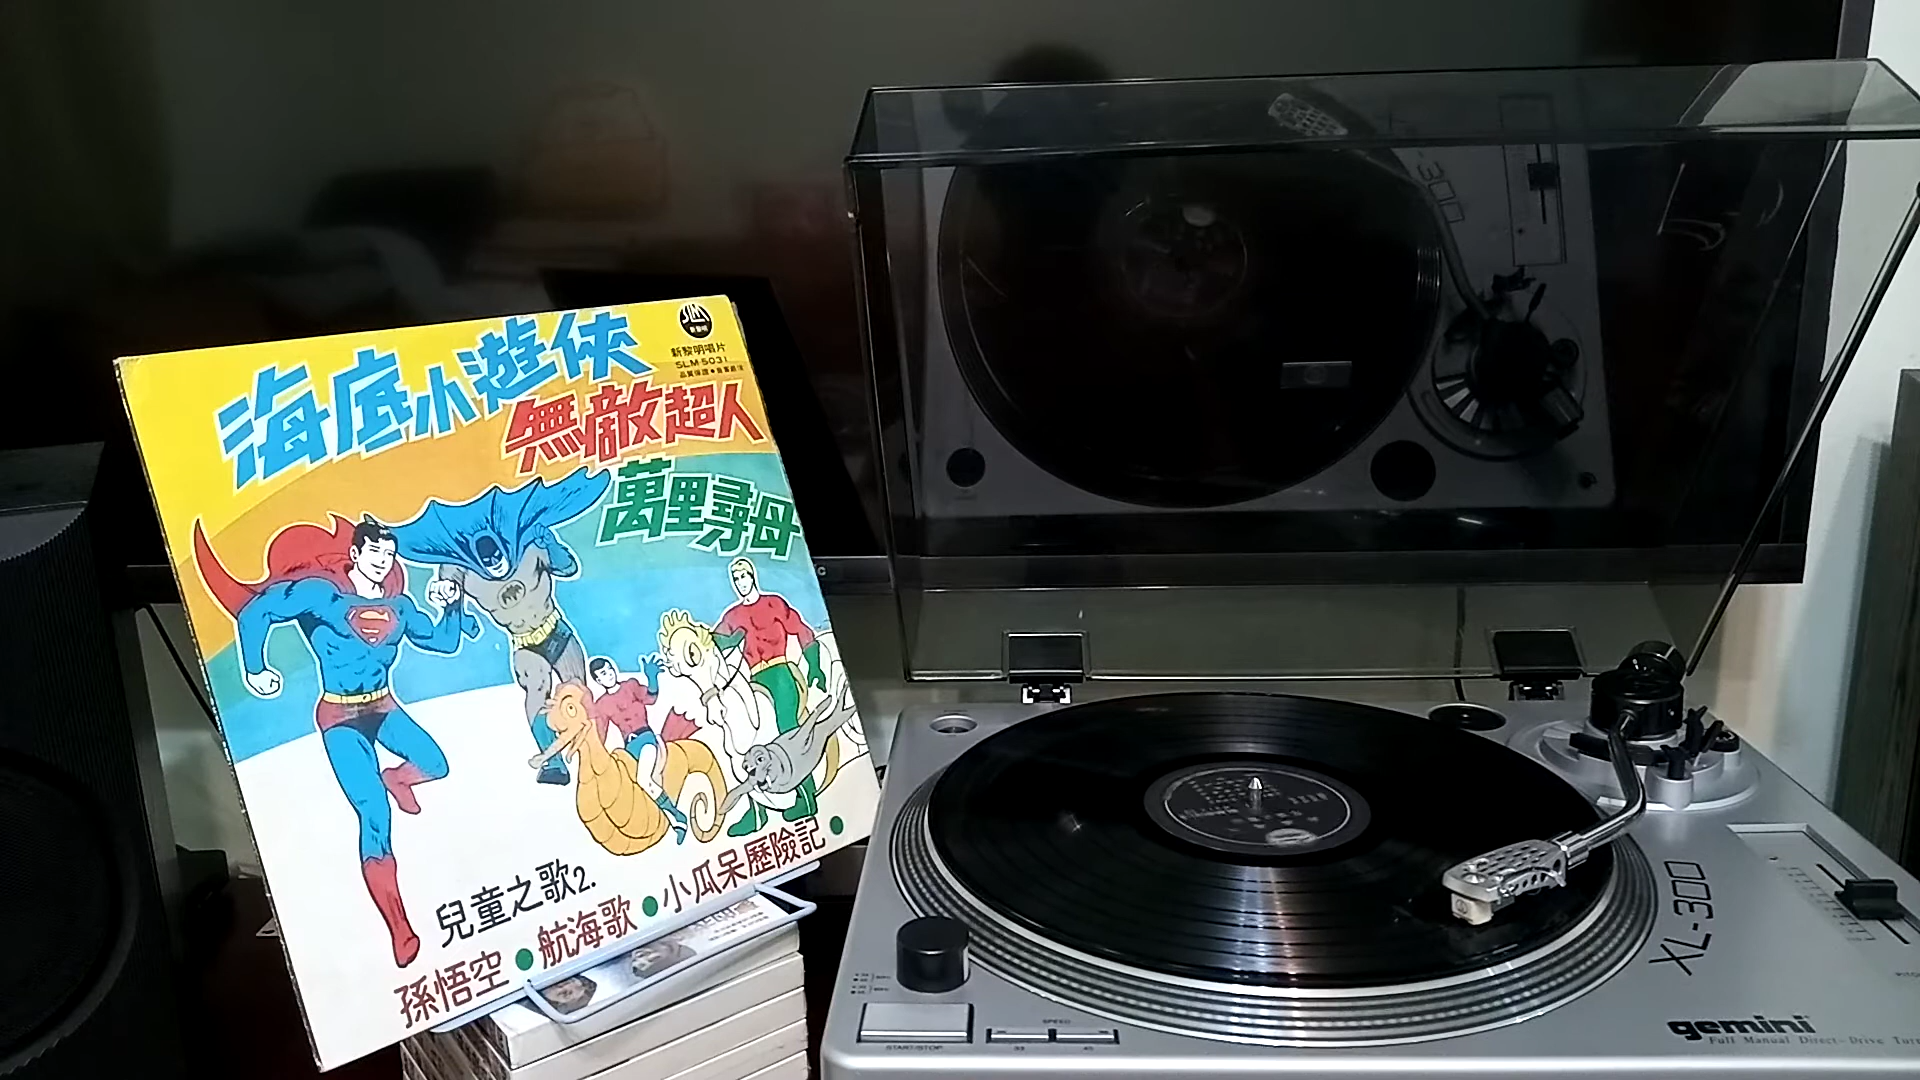 SLM
新黎明唱片
SLM-5031
海底小遊俠
無敵超人
萬里尋母
兒童之歌2.
孫悟空●航海歌●小瓜呆歷險記●
XL-300
gemini
Full Manual Direct-Drive Turn
START/STOP
SPEED
33
45